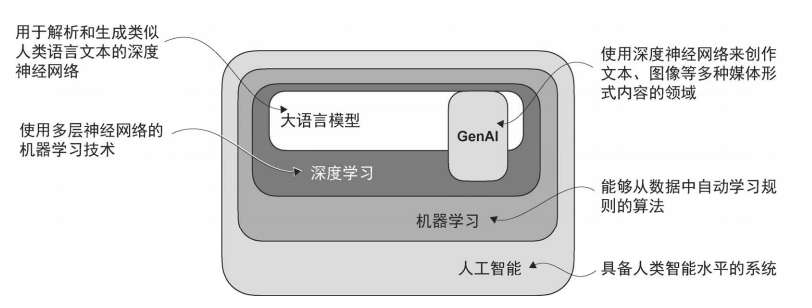 用于解析和生成类似
人类语言文本的深度
神经网络
使用深度神经网络来创作
文本、图像等多种媒体形
式内容的领域
大语言模型
GenAI
使用多层神经网络的
机器学习技术
深度学习
能够从数据中自动学习规
则的算法
机器学习
人工智能
具备人类智能水平的系统